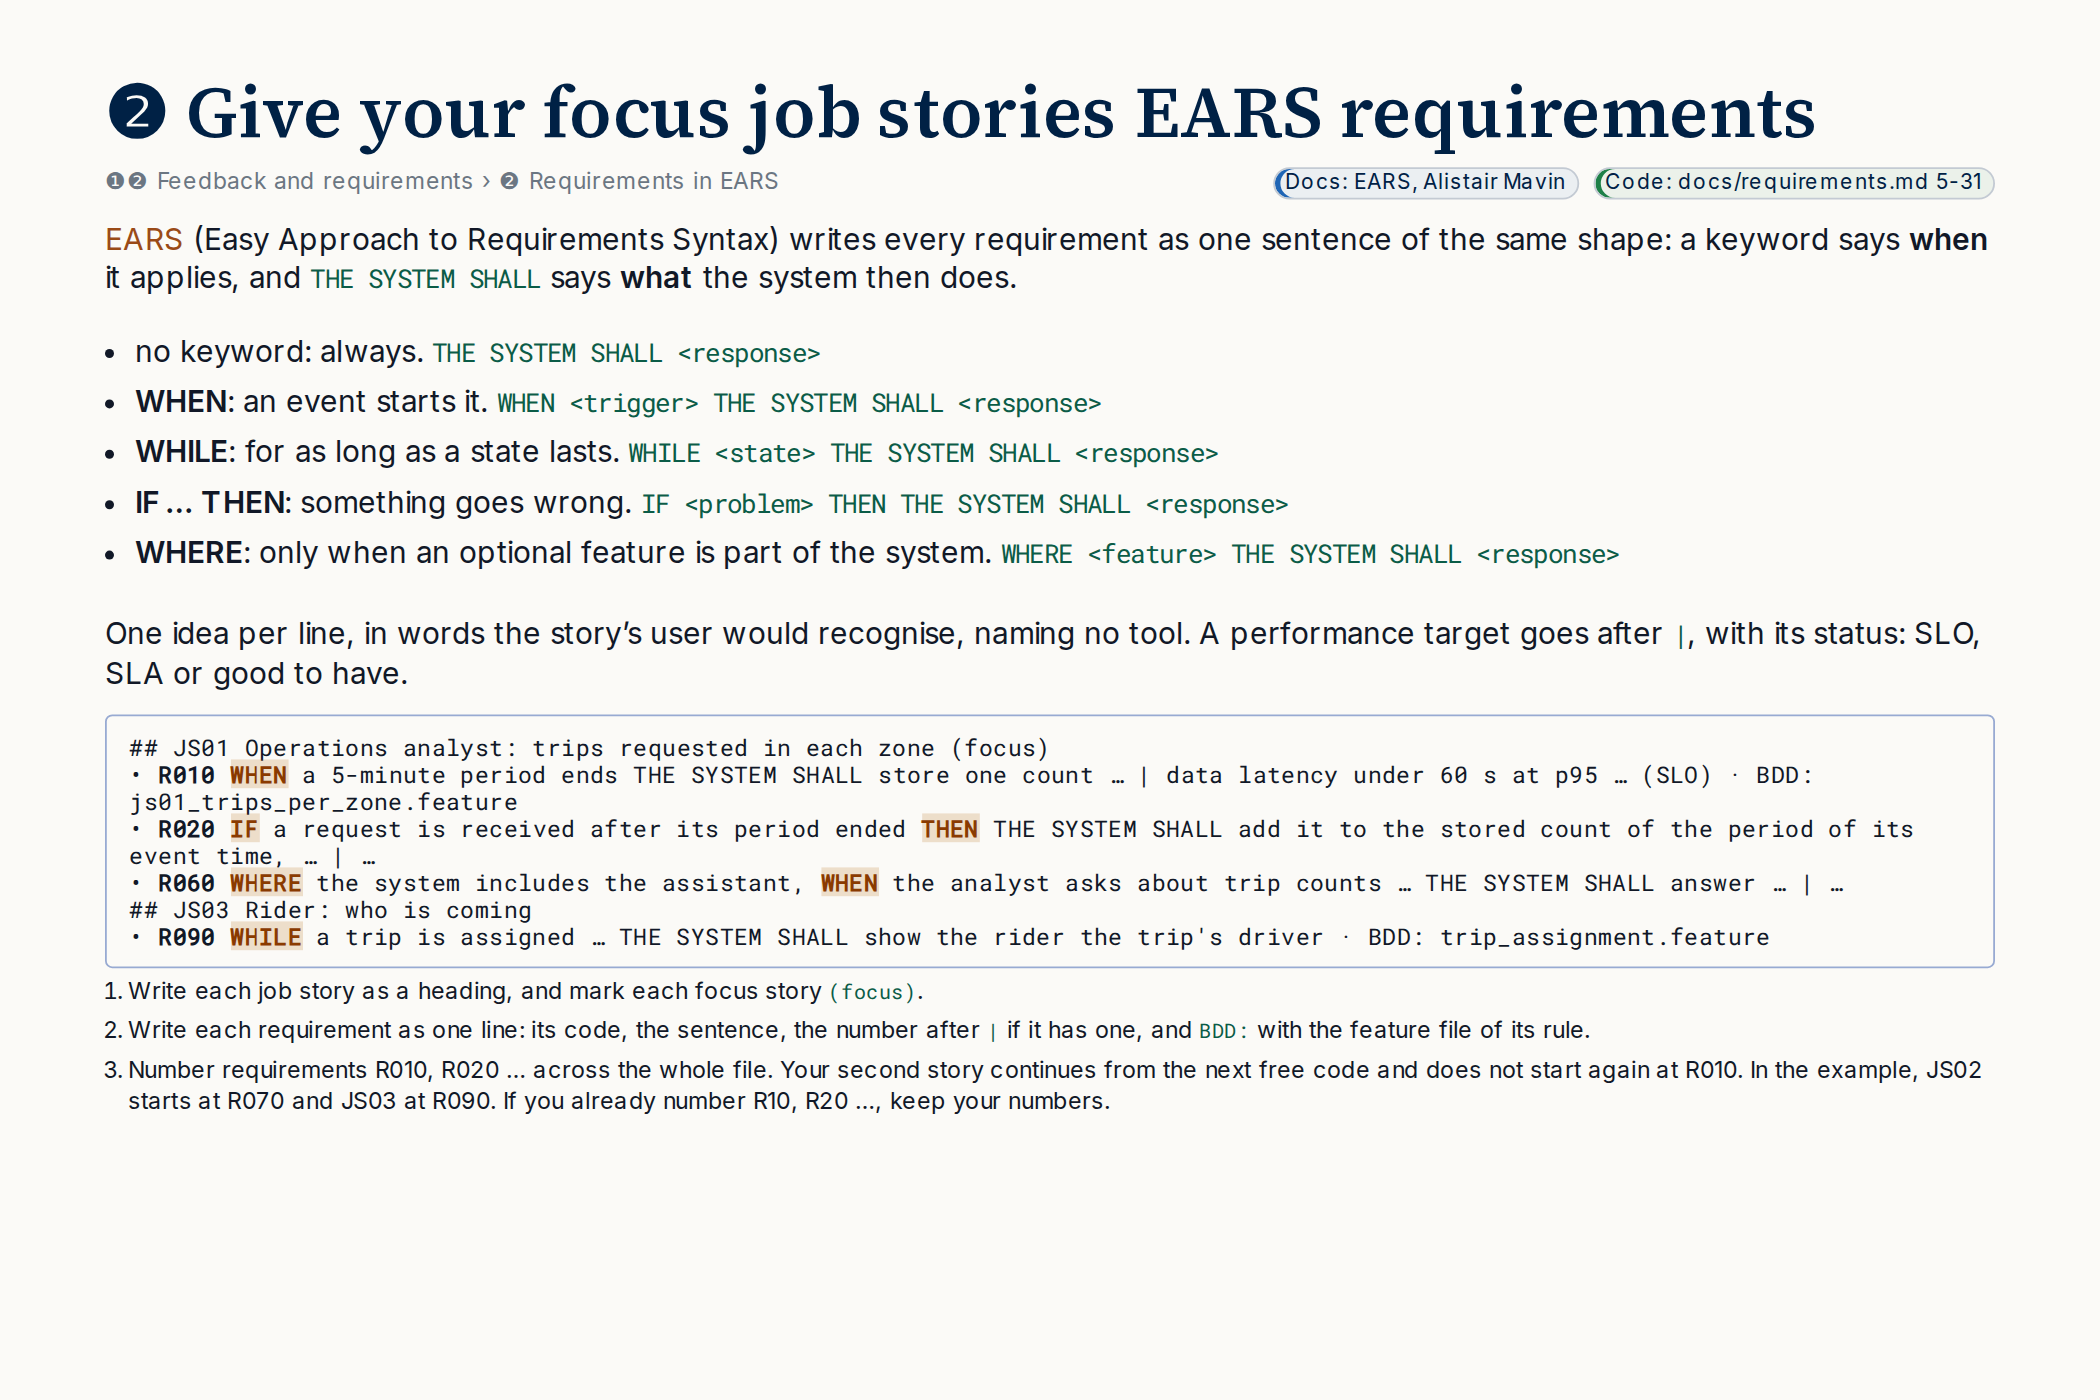 ❷ Give your focus job stories EARS requirements
❶❷ Feedback and requirements › ❷ Requirements in EARS
Docs: EARS, Alistair Mavin
Code: docs/requirements.md 5-31
EARS (Easy Approach to Requirements Syntax) writes every requirement as one sentence of the same shape: a keyword says when
it applies, and THE SYSTEM SHALL says what the system then does.
• no keyword: always. THE SYSTEM SHALL <response>
• WHEN: an event starts it. WHEN <trigger> THE SYSTEM SHALL <response>
• WHILE: for as long as a state lasts. WHILE <state> THE SYSTEM SHALL <response>
• IF … THEN: something goes wrong. IF <problem> THEN THE SYSTEM SHALL <response>
• WHERE: only when an optional feature is part of the system. WHERE <feature> THE SYSTEM SHALL <response>
One idea per line, in words the story’s user would recognise, naming no tool. A performance target goes after |, with its status: SLO,
SLA or good to have.
## JS01 Operations analyst: trips requested in each zone (focus)
• R010 WHEN a 5-minute period ends THE SYSTEM SHALL store one count … | data latency under 60 s at p95 … (SLO) · BDD:
js01_trips_per_zone.feature
• R020 IF a request is received after its period ended THEN THE SYSTEM SHALL add it to the stored count of the period of its
event time, … | …
• R060 WHERE the system includes the assistant, WHEN the analyst asks about trip counts … THE SYSTEM SHALL answer … | …
## JS03 Rider: who is coming
• R090 WHILE a trip is assigned … THE SYSTEM SHALL show the rider the trip's driver · BDD: trip_assignment.feature
1. Write each job story as a heading, and mark each focus story (focus).
2. Write each requirement as one line: its code, the sentence, the number after | if it has one, and BDD: with the feature file of its rule.
3. Number requirements R010, R020 … across the whole file. Your second story continues from the next free code and does not start again at R010. In the example, JS02
starts at R070 and JS03 at R090. If you already number R10, R20 …, keep your numbers.